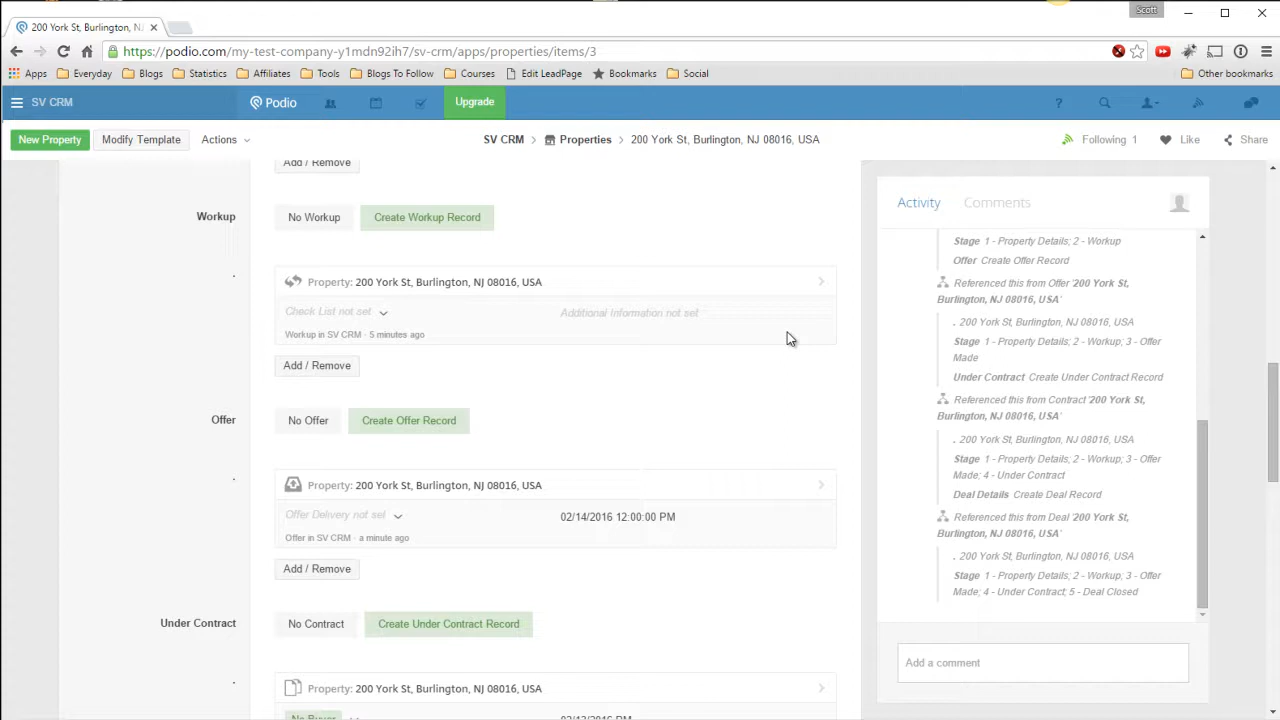 Scott
200 York St, Burlington, N.
https://podio.com/my-test-company-y1mdn92ih7/sv-crm/apps/properties/items/3
Apps Everyday Blogs Statistics Affiliates Tools Blogs To Follow Courses Edit LeadPage Bookmarks Social Other bookmarks
SV CRM Podio Upgrade ?
New Property Modify Template Actions SV CRM Properties 200 York St, Burlington, NJ 08016, USA Following 1 Like Share
Add / Remove
Workup No Workup Create Workup Record
.
Property: 200 York St, Burlington, NJ 08016, USA
Check List not set Additional Information not set
Workup in SV CRM · 5 minutes ago
Add / Remove
Offer No Offer Create Offer Record
.
Property: 200 York St, Burlington, NJ 08016, USA
Offer Delivery not set 02/14/2016 12:00:00 PM
Offer in SV CRM · a minute ago
Add / Remove
Under Contract No Contract Create Under Contract Record
.
Property: 200 York St, Burlington, NJ 08016, USA
No Buyer 02/13/2016 PM
Activity Comments
Stage 1 - Property Details; 2 - Workup
Offer Create Offer Record
Referenced this from Offer '200 York St,
Burlington, NJ 08016, USA'
. 200 York St, Burlington, NJ 08016, USA
Stage 1 - Property Details; 2 - Workup; 3 - Offer
Made
Under Contract Create Under Contract Record
Referenced this from Contract '200 York St,
Burlington, NJ 08016, USA'
. 200 York St, Burlington, NJ 08016, USA
Stage 1 - Property Details; 2 - Workup; 3 - Offer
Made; 4 - Under Contract
Deal Details Create Deal Record
Referenced this from Deal '200 York St,
Burlington, NJ 08016, USA'
. 200 York St, Burlington, NJ 08016, USA
Stage 1 - Property Details; 2 - Workup; 3 - Offer
Made; 4 - Under Contract; 5 - Deal Closed
Add a comment